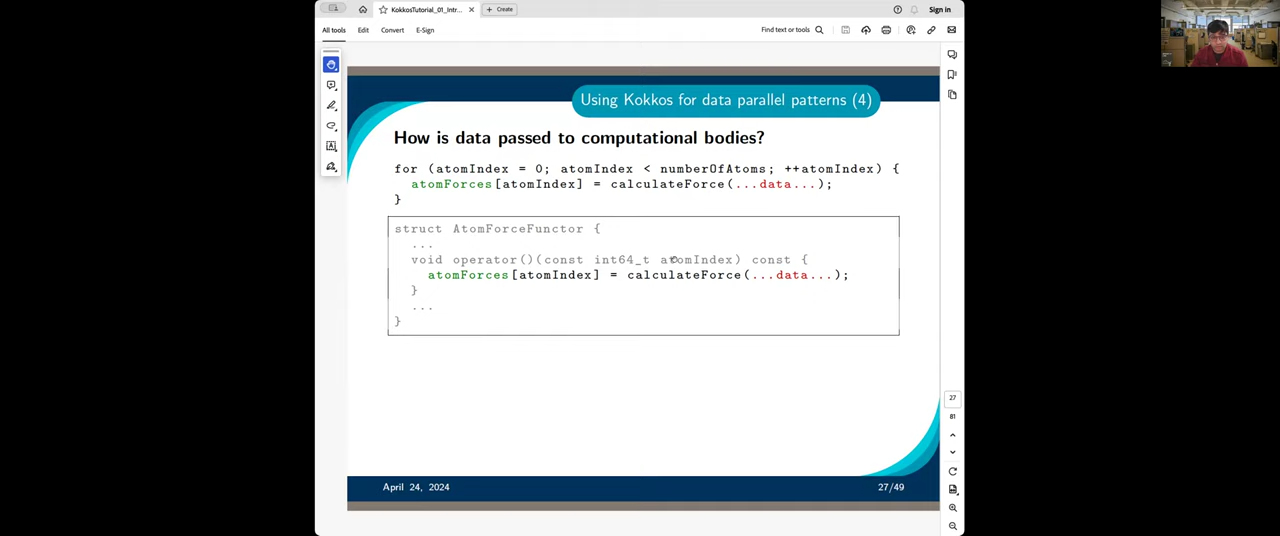 KokkosTutorial_01_Intr...
Create
Sign in
All tools
Edit
Convert
E-Sign
Find text or tools
Using Kokkos for data parallel patterns (4)
How is data passed to computational bodies?
for (atomIndex = 0; atomIndex < numberOfAtoms; ++atomIndex) {
atomForces[atomIndex] = calculateForce(...data...);
}
struct AtomForceFunctor {
...
void operator()(const int64_t atomIndex) const {
atomForces[atomIndex] = calculateForce(...data...);
}
...
}
27
81
April 24, 2024
27/49